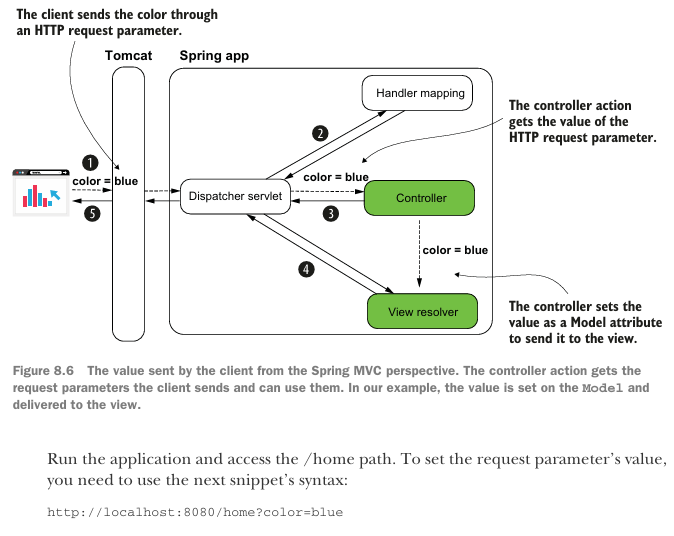 The client sends the color through
an HTTP request parameter.
Tomcat
Spring app
Handler mapping
The controller action
gets the value of the
HTTP request parameter.
2
1
color = blue
color = blue
Dispatcher servlet
Controller
5
3
color = blue
4
View resolver
The controller sets the
value as a Model attribute
to send it to the view.
Figure 8.6 The value sent by the client from the Spring MVC perspective. The controller action gets the
request parameters the client sends and can use them. In our example, the value is set on the Model and
delivered to the view.
Run the application and access the /home path. To set the request parameter’s value,
you need to use the next snippet’s syntax:
http://localhost:8080/home?color=blue